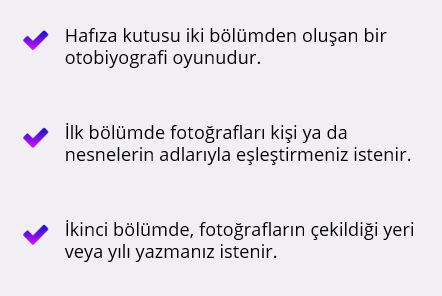 Hafıza kutusu iki bölümden oluşan bir
otobiyografi oyunudur.
İlk bölümde fotoğrafları kişi ya da
nesnelerin adlarıyla eşleştirmeniz istenir.
İkinci bölümde, fotoğrafların çekildiği yeri
veya yılı yazmanız istenir.